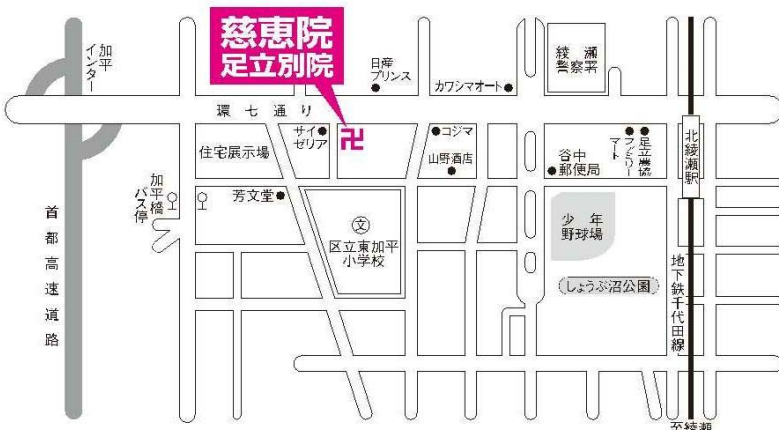 慈恵院
足立別院
加平
インター
日産
プリンス
カワシマオート
綾瀬
警察署
環七通り
サイ
ゼリア
卍
コジマ
山野酒店
住宅展示場
谷中
郵便局
ファミリー
マート
足立農協
北綾瀬駅
加平橋
バス停
芳文堂
文
区立東加平
小学校
少年
野球場
しょうぶ沼公園
首都高速道路
地下鉄千代田線
至綾瀬